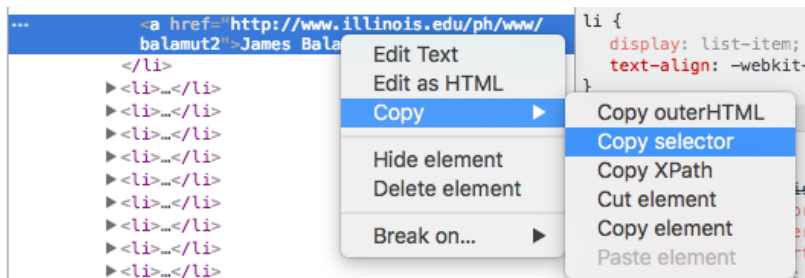 <a href="http://www.illinois.edu/ph/www/
balamut2">James Bala
</li>
▶<li>…</li>
▶<li>…</li>
▶<li>…</li>
▶<li>…</li>
▶<li>…</li>
▶<li>…</li>
▶<li>…</li>
▶<li>…</li>
▶<li>…</li>
Edit Text
Edit as HTML
Copy ▶
Hide element
Delete element
Break on... ▶
li {
display: list-item;
text-align: -webkit-
}
Copy outerHTML
Copy selector
Copy XPath
Cut element
Copy element
Paste element